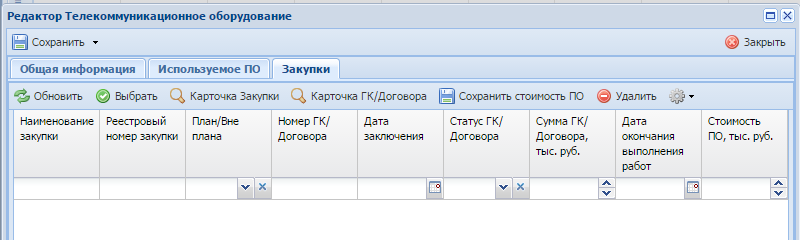 Редактор Телекоммуникационное оборудование
Сохранить Закрыть
Общая информация Используемое ПО Закупки
Обновить Выбрать Карточка Закупки Карточка ГК/Договора Сохранить стоимость ПО Удалить
Наименование закупки
Реестровый номер закупки
План/Вне плана
Номер ГК/ Договора
Дата заключения
Статус ГК/ Договора
Сумма ГК/ Договора, тыс. руб.
Дата окончания выполнения работ
Стоимость ПО, тыс. руб.